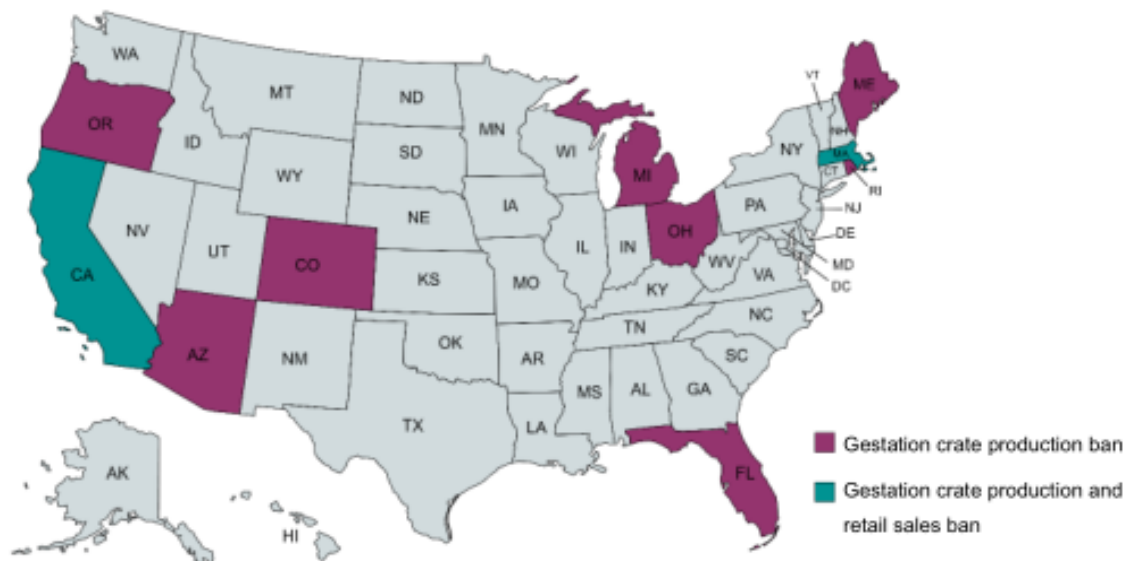 WA
OR
CA
NV
ID
MT
WY
UT
AZ
CO
NM
ND
SD
NE
KS
OK
TX
MN
IA
MO
AR
LA
WI
IL
MI
IN
OH
KY
TN
MS
AL
GA
FL
SC
NC
VA
WV
PA
NY
VT
NH
ME
MA
CT
RI
NJ
DE
MD
DC
AK
HI
Gestation crate production ban
Gestation crate production and
retail sales ban